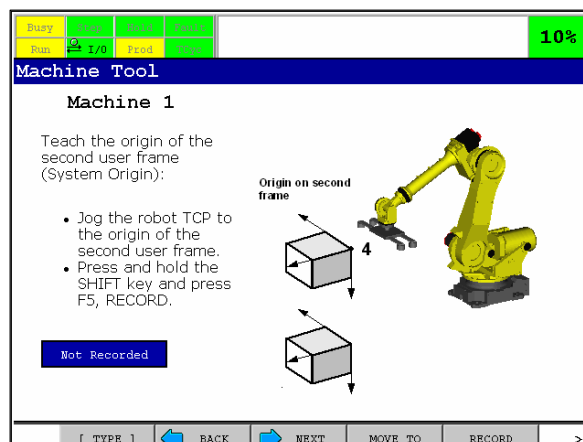 Busy Step Hold Fault
Run I/O Prod TCyc
10%
Machine Tool
Machine 1
Teach the origin of the
second user frame
(System Origin):
• Jog the robot TCP to
the origin of the
second user frame.
• Press and hold the
SHIFT key and press
F5, RECORD.
Not Recorded
Origin on second
frame
4
[ TYPE ] BACK NEXT MOVE TO RECORD >